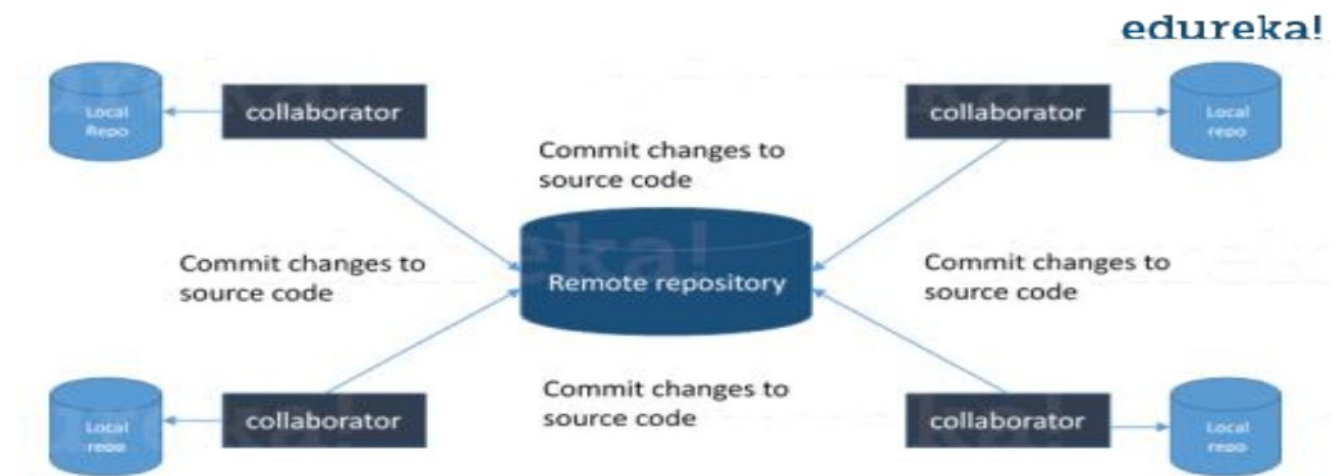 edureka!
Local
Repo
collaborator
collaborator
Local
repo
Commit changes to
source code
Commit changes to
source code
Remote repository
Commit changes to
source code
Commit changes to
source code
Local
repo
collaborator
collaborator
Local
repo